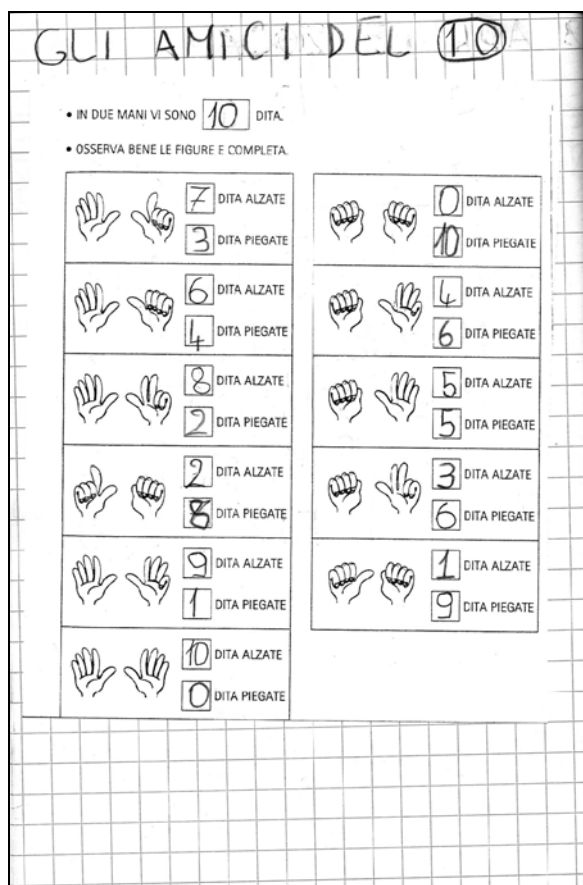 GLI AMICI DEL 10
• IN DUE MANI VI SONO 10 DITA.
• OSSERVA BENE LE FIGURE E COMPLETA.
7 DITA ALZATE
3 DITA PIEGATE
6 DITA ALZATE
4 DITA PIEGATE
8 DITA ALZATE
2 DITA PIEGATE
2 DITA ALZATE
8 DITA PIEGATE
9 DITA ALZATE
1 DITA PIEGATE
10 DITA ALZATE
0 DITA PIEGATE
0 DITA ALZATE
10 DITA PIEGATE
4 DITA ALZATE
6 DITA PIEGATE
5 DITA ALZATE
5 DITA PIEGATE
3 DITA ALZATE
6 DITA PIEGATE
1 DITA ALZATE
9 DITA PIEGATE